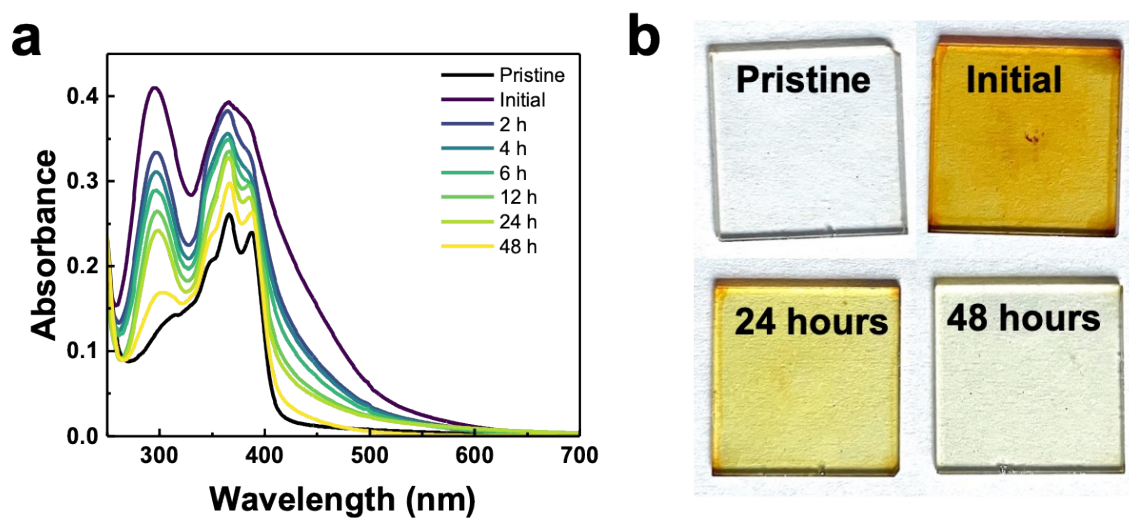 a
b
Absorbance
0.4
0.3
0.2
0.1
0.0
300
400
500
600
700
Wavelength (nm)
Pristine
Initial
2 h
4 h
6 h
12 h
24 h
48 h
Pristine
Initial
24 hours
48 hours